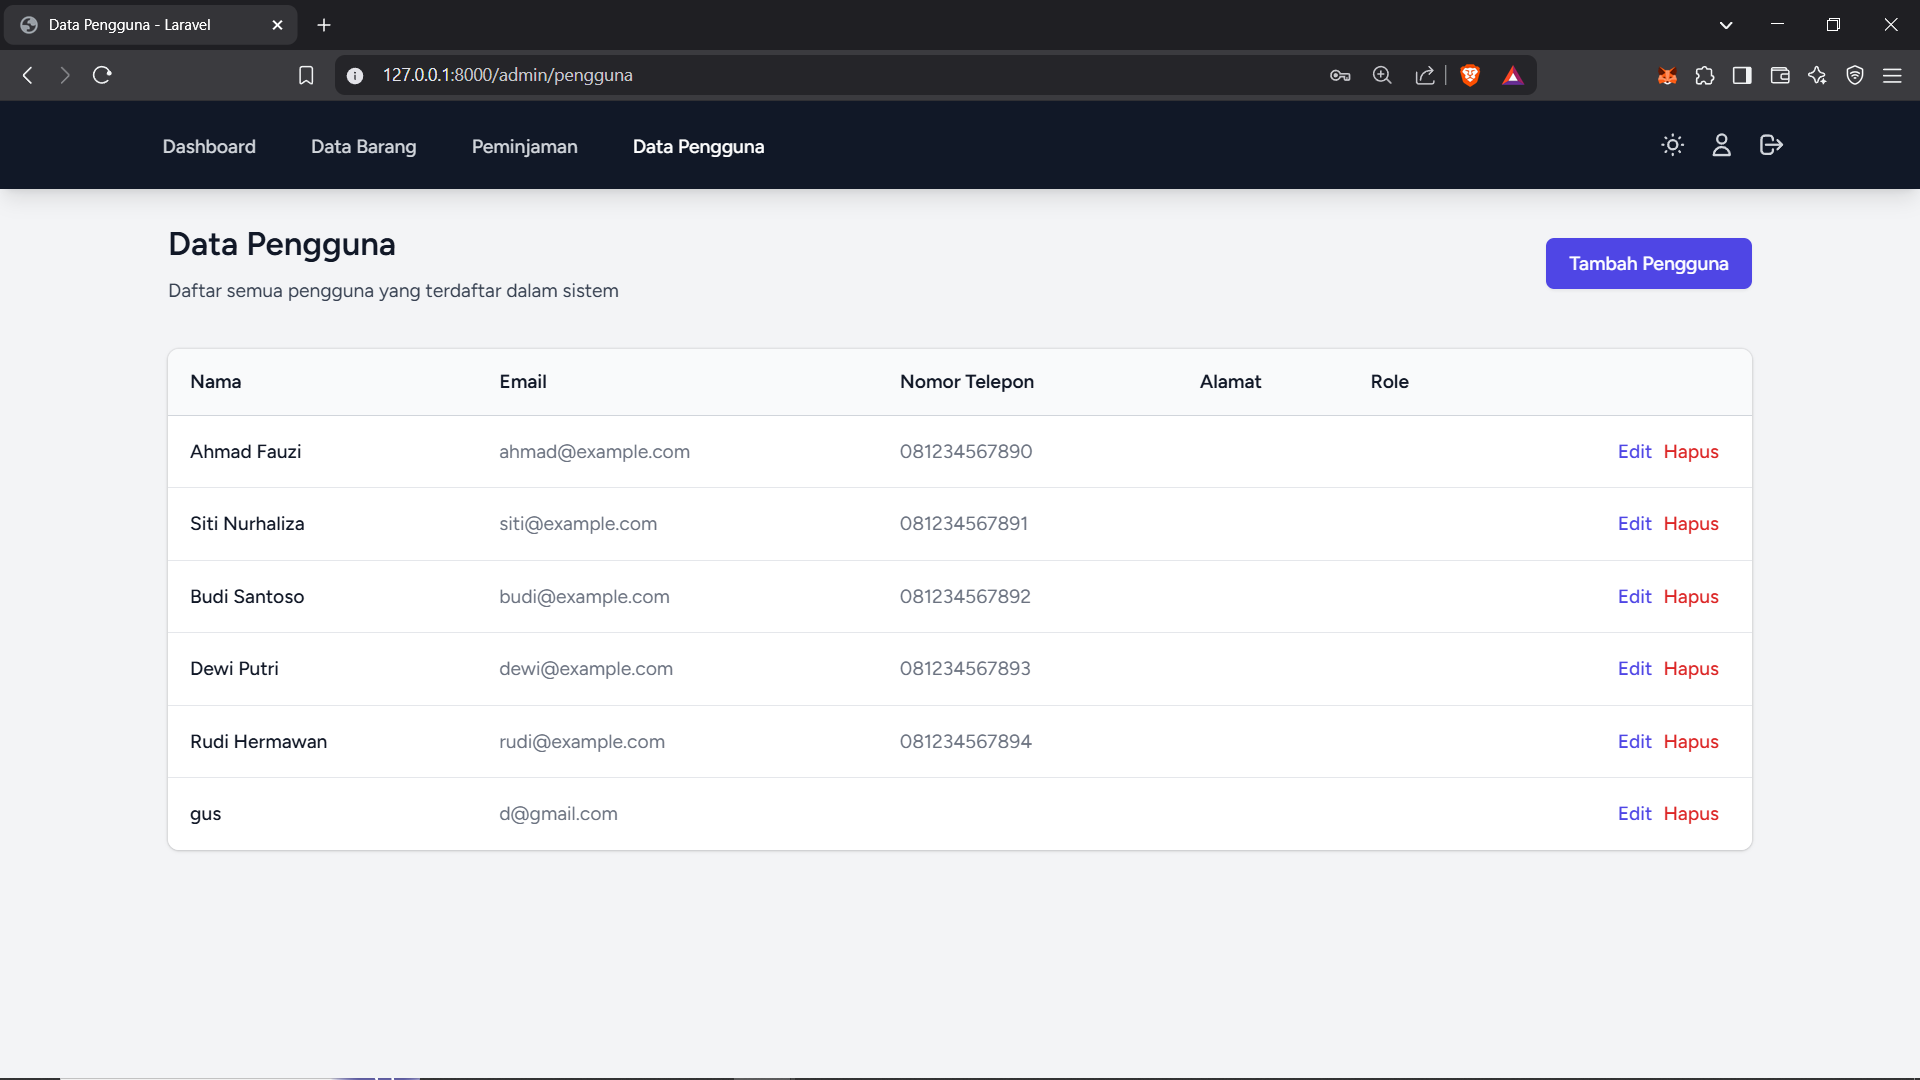 Data Pengguna - Laravel
127.0.0.1:8000/admin/pengguna
Dashboard Data Barang Peminjaman Data Pengguna
Data Pengguna
Tambah Pengguna
Daftar semua pengguna yang terdaftar dalam sistem
Nama Email Nomor Telepon Alamat Role
Ahmad Fauzi ahmad@example.com 081234567890 Edit Hapus
Siti Nurhaliza siti@example.com 081234567891 Edit Hapus
Budi Santoso budi@example.com 081234567892 Edit Hapus
Dewi Putri dewi@example.com 081234567893 Edit Hapus
Rudi Hermawan rudi@example.com 081234567894 Edit Hapus
gus d@gmail.com Edit Hapus